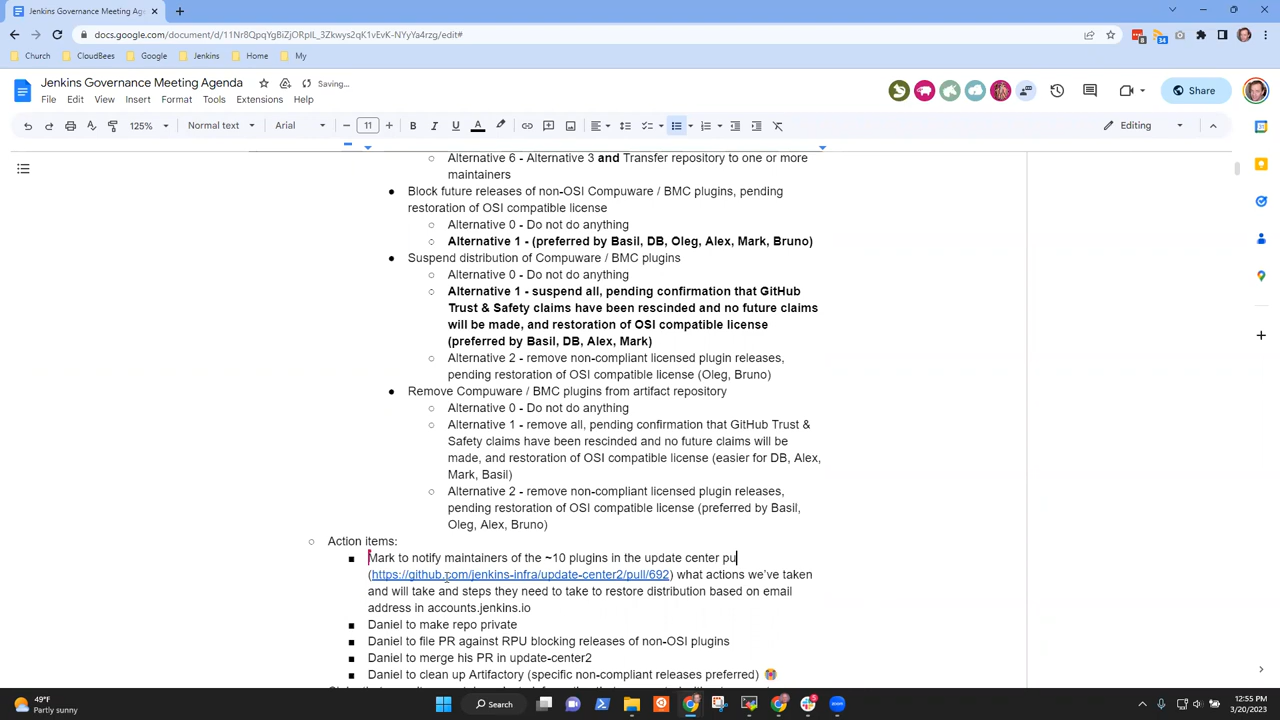 Jenkins Governance Meeting Agenda
docs.google.com/document/d/11Nr8QpqYgBiZjORpIL_3Zkwys2qK1vEvK-NYyYa4rzg/edit#
Church
CloudBees
Google
Jenkins
Home
My
Jenkins Governance Meeting Agenda
Saving...
File Edit View Insert Format Tools Extensions Help
Share
125%
Normal text
Arial
11
Editing
○ Alternative 6 - Alternative 3 and Transfer repository to one or more
maintainers
● Block future releases of non-OSI Compuware / BMC plugins, pending
restoration of OSI compatible license
○ Alternative 0 - Do not do anything
○ Alternative 1 - (preferred by Basil, DB, Oleg, Alex, Mark, Bruno)
● Suspend distribution of Compuware / BMC plugins
○ Alternative 0 - Do not do anything
○ Alternative 1 - suspend all, pending confirmation that GitHub
Trust & Safety claims have been rescinded and no future claims
will be made, and restoration of OSI compatible license
(preferred by Basil, DB, Alex, Mark)
○ Alternative 2 - remove non-compliant licensed plugin releases,
pending restoration of OSI compatible license (Oleg, Bruno)
● Remove Compuware / BMC plugins from artifact repository
○ Alternative 0 - Do not do anything
○ Alternative 1 - remove all, pending confirmation that GitHub Trust &
Safety claims have been rescinded and no future claims will be
made, and restoration of OSI compatible license (easier for DB, Alex,
Mark, Basil)
○ Alternative 2 - remove non-compliant licensed plugin releases,
pending restoration of OSI compatible license (preferred by Basil,
Oleg, Alex, Bruno)
○ Action items:
■ Mark to notify maintainers of the ~10 plugins in the update center pu
(https://github.com/jenkins-infra/update-center2/pull/692) what actions we've taken
and will take and steps they need to take to restore distribution based on email
address in accounts.jenkins.io
■ Daniel to make repo private
■ Daniel to file PR against RPU blocking releases of non-OSI plugins
■ Daniel to merge his PR in update-center2
■ Daniel to clean up Artifactory (specific non-compliant releases preferred) 😭
49°F
Partly sunny
Search
12:55 PM
3/20/2023